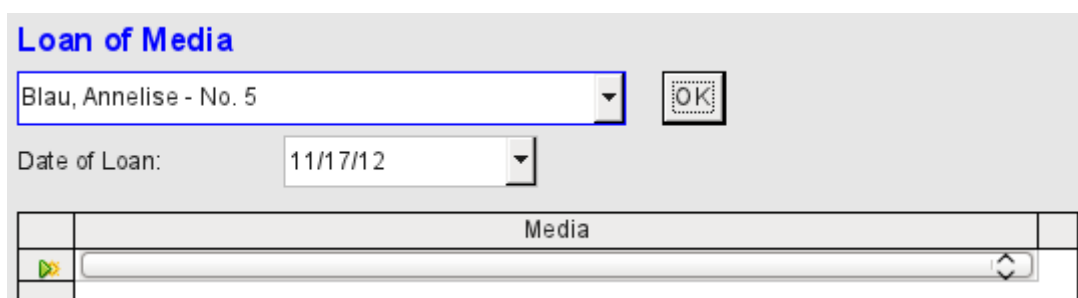 Loan of Media
Blau, Annelise - No. 5 OK
Date of Loan: 11/17/12
Media